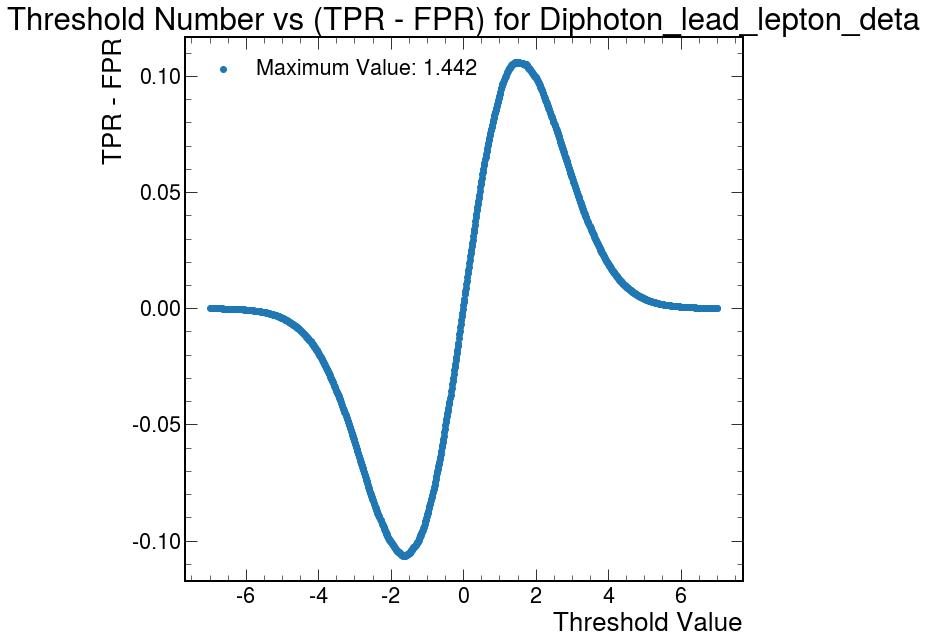 Threshold Number vs (TPR - FPR) for Diphoton_lead_lepton_deta
TPR - FPR
Maximum Value: 1.442
0.10
0.05
0.00
-0.05
-0.10
-6 -4 -2 0 2 4 6
Threshold Value